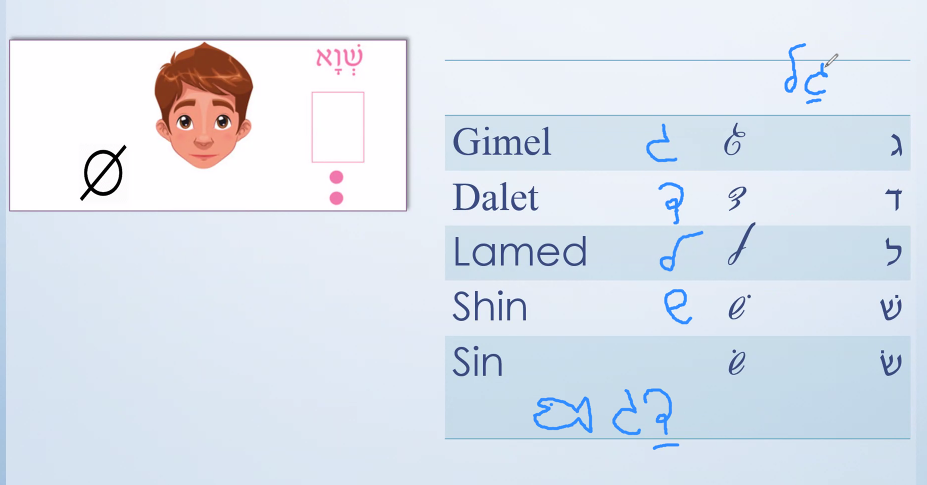 שְׁוָא
Ø
גַל
Gimel ג ג ג
Dalet דּ ד ד
Lamed ל ל ל
Shin ש שׁ שׁ
Sin שׂ שׂ
דַּג